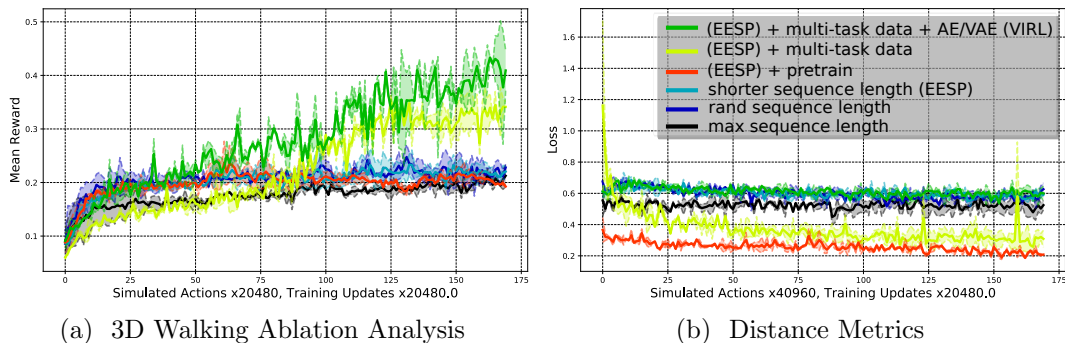 0.5
0.4
0.3
0.2
0.1
Mean Reward
0 25 50 75 100 125 150 175
Simulated Actions x20480, Training Updates x20480.0
(a) 3D Walking Ablation Analysis
1.6
1.4
1.2
1.0
0.8
0.6
0.4
0.2
Loss
(EESP) + multi-task data + AE/VAE (VIRL)
(EESP) + multi-task data
(EESP) + pretrain
shorter sequence length (EESP)
rand sequence length
max sequence length
0 25 50 75 100 125 150 175
Simulated Actions x40960, Training Updates x20480.0
(b) Distance Metrics